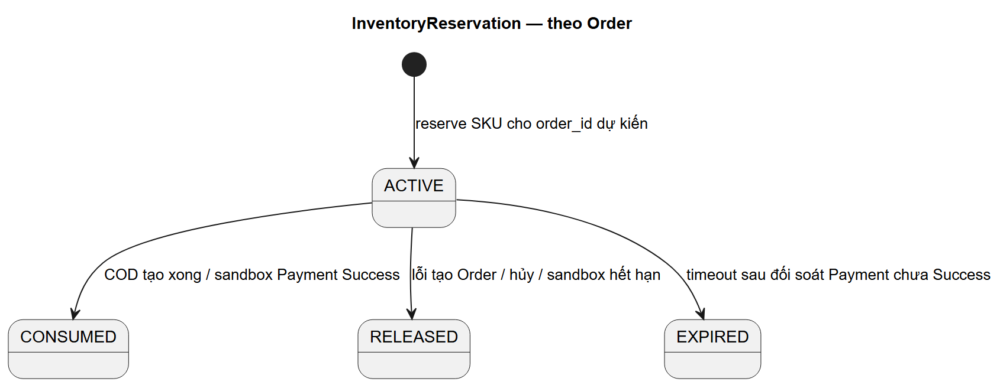 InventoryReservation — theo Order
reserve SKU cho order_id dự kiến
ACTIVE
COD tạo xong / sandbox Payment Success
lỗi tạo Order / hủy / sandbox hết hạn
timeout sau đối soát Payment chưa Success
CONSUMED
RELEASED
EXPIRED